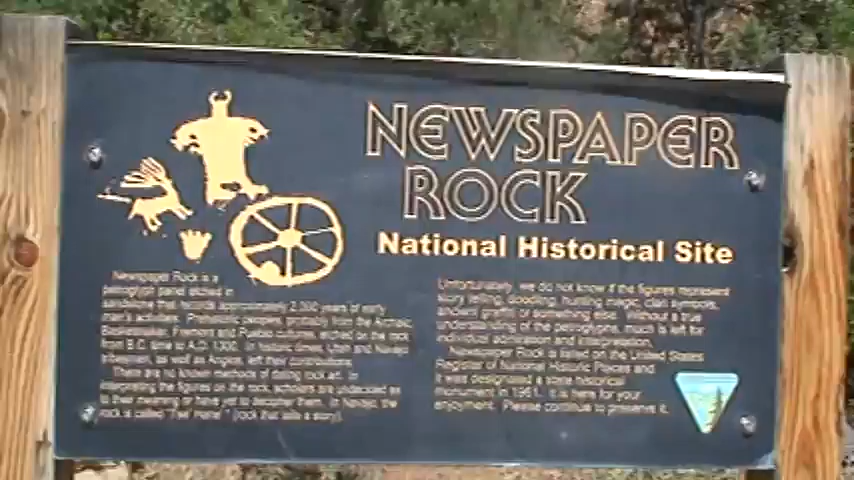 NEWSPAPER
ROCK
National Historical Site
Newspaper Rock is a
petroglyph panel etched in
sandstone that records approximately 2,000 years of early
man's activities. Prehistoric peoples, probably from the Archaic,
Basketmaker, Fremont and Pueblo cultures, etched on the rock
from B.C. time to A.D. 1300. In historic times, Utah and Navajo
tribesmen, as well as Anglos, left their contributions.
There are no known methods of dating rock art. In
interpreting the figures on the rock, scholars are undecided as
to their meaning or have yet to decipher them. In Navajo, the
rock is called "Tse' Hane'" (rock that tells a story).
Unfortunately, we do not know if the figures represent
story telling, doodling, hunting magic, clan symbols,
ancient graffiti or something else. Without a true
understanding of the petroglyphs, much is left for
individual admiration and interpretation.
Newspaper Rock is listed on the United States
Register of National Historic Places and
it was designated a state historical
monument in 1961. It is here for your
enjoyment. Please continue to preserve it.